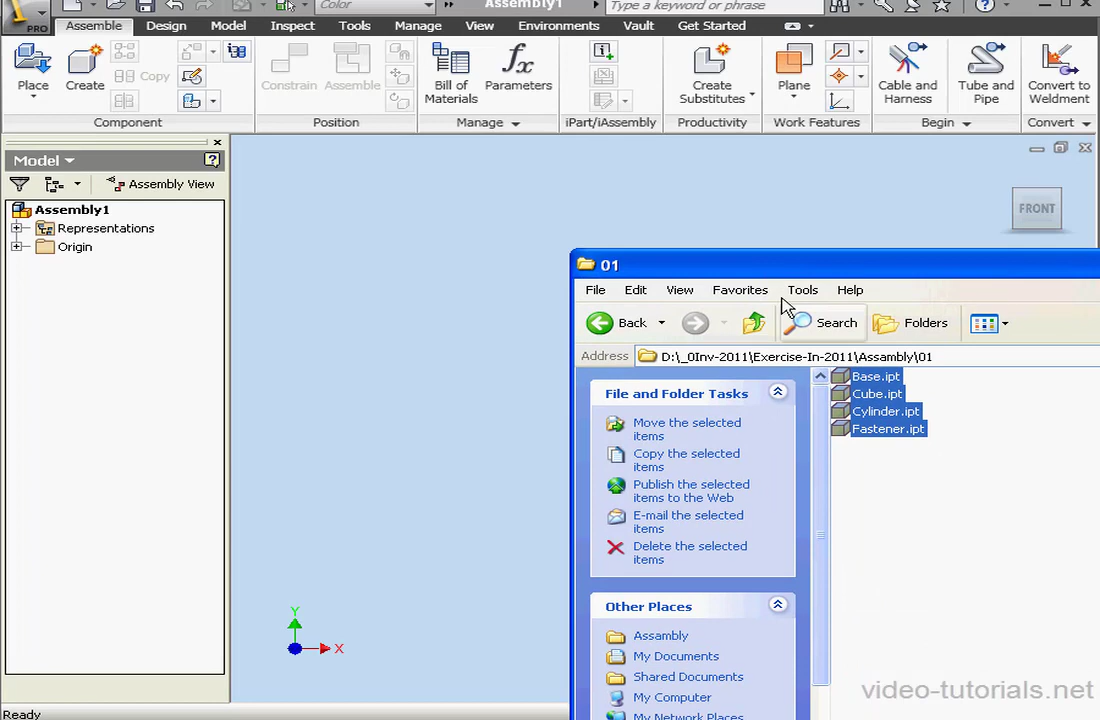 PRO
Color
Assembly1
Type a keyword or phrase
Assemble Design Model Inspect Tools Manage View Environments Vault Get Started
Place
Create
Copy
Constrain
Assemble
Bill of
Materials
Parameters
Create
Substitutes
Plane
Cable and
Harness
Tube and
Pipe
Convert to
Weldment
Component Position Manage iPart/iAssembly Productivity Work Features Begin Convert
Model
Assembly View
Assembly1
Representations
Origin
FRONT
01
File Edit View Favorites Tools Help
Back Search Folders
Address D:\_0Inv-2011\Exercise-In-2011\Assambly\01
File and Folder Tasks
Move the selected
items
Copy the selected
items
Publish the selected
items to the Web
E-mail the selected
items
Delete the selected
items
Base.ipt
Cube.ipt
Cylinder.ipt
Fastener.ipt
Other Places
Assambly
My Documents
Shared Documents
My Computer
My Network Places
Y
X
Ready
video-tutorials.net